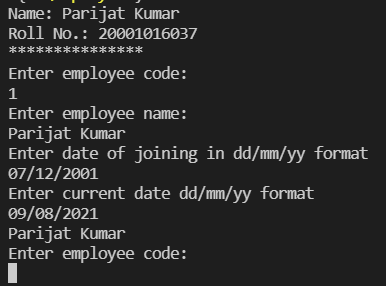 Name: Parijat Kumar
Roll No.: 20001016037
***************
Enter employee code:
1
Enter employee name:
Parijat Kumar
Enter date of joining in dd/mm/yy format
07/12/2001
Enter current date dd/mm/yy format
09/08/2021
Parijat Kumar
Enter employee code: